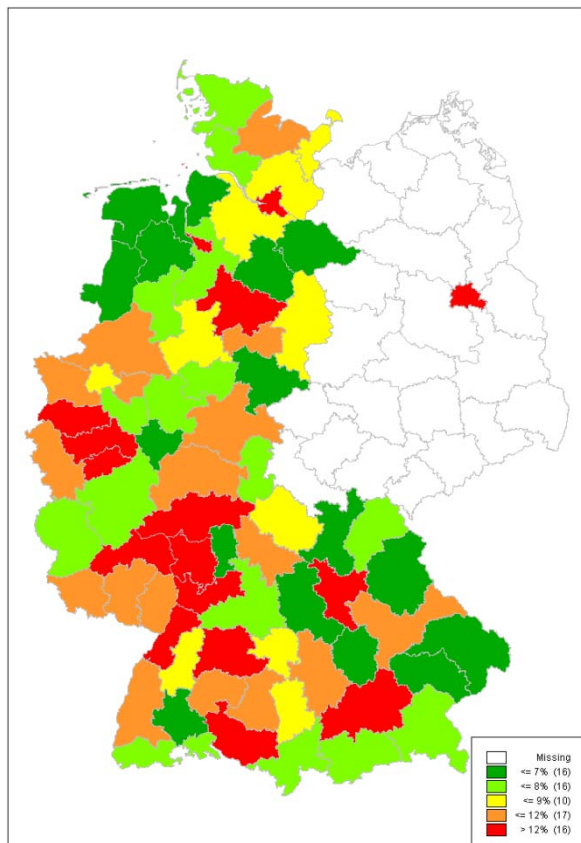 Missing
<= 7% (16)
<= 8% (16)
<= 9% (10)
<= 12% (17)
> 12% (16)